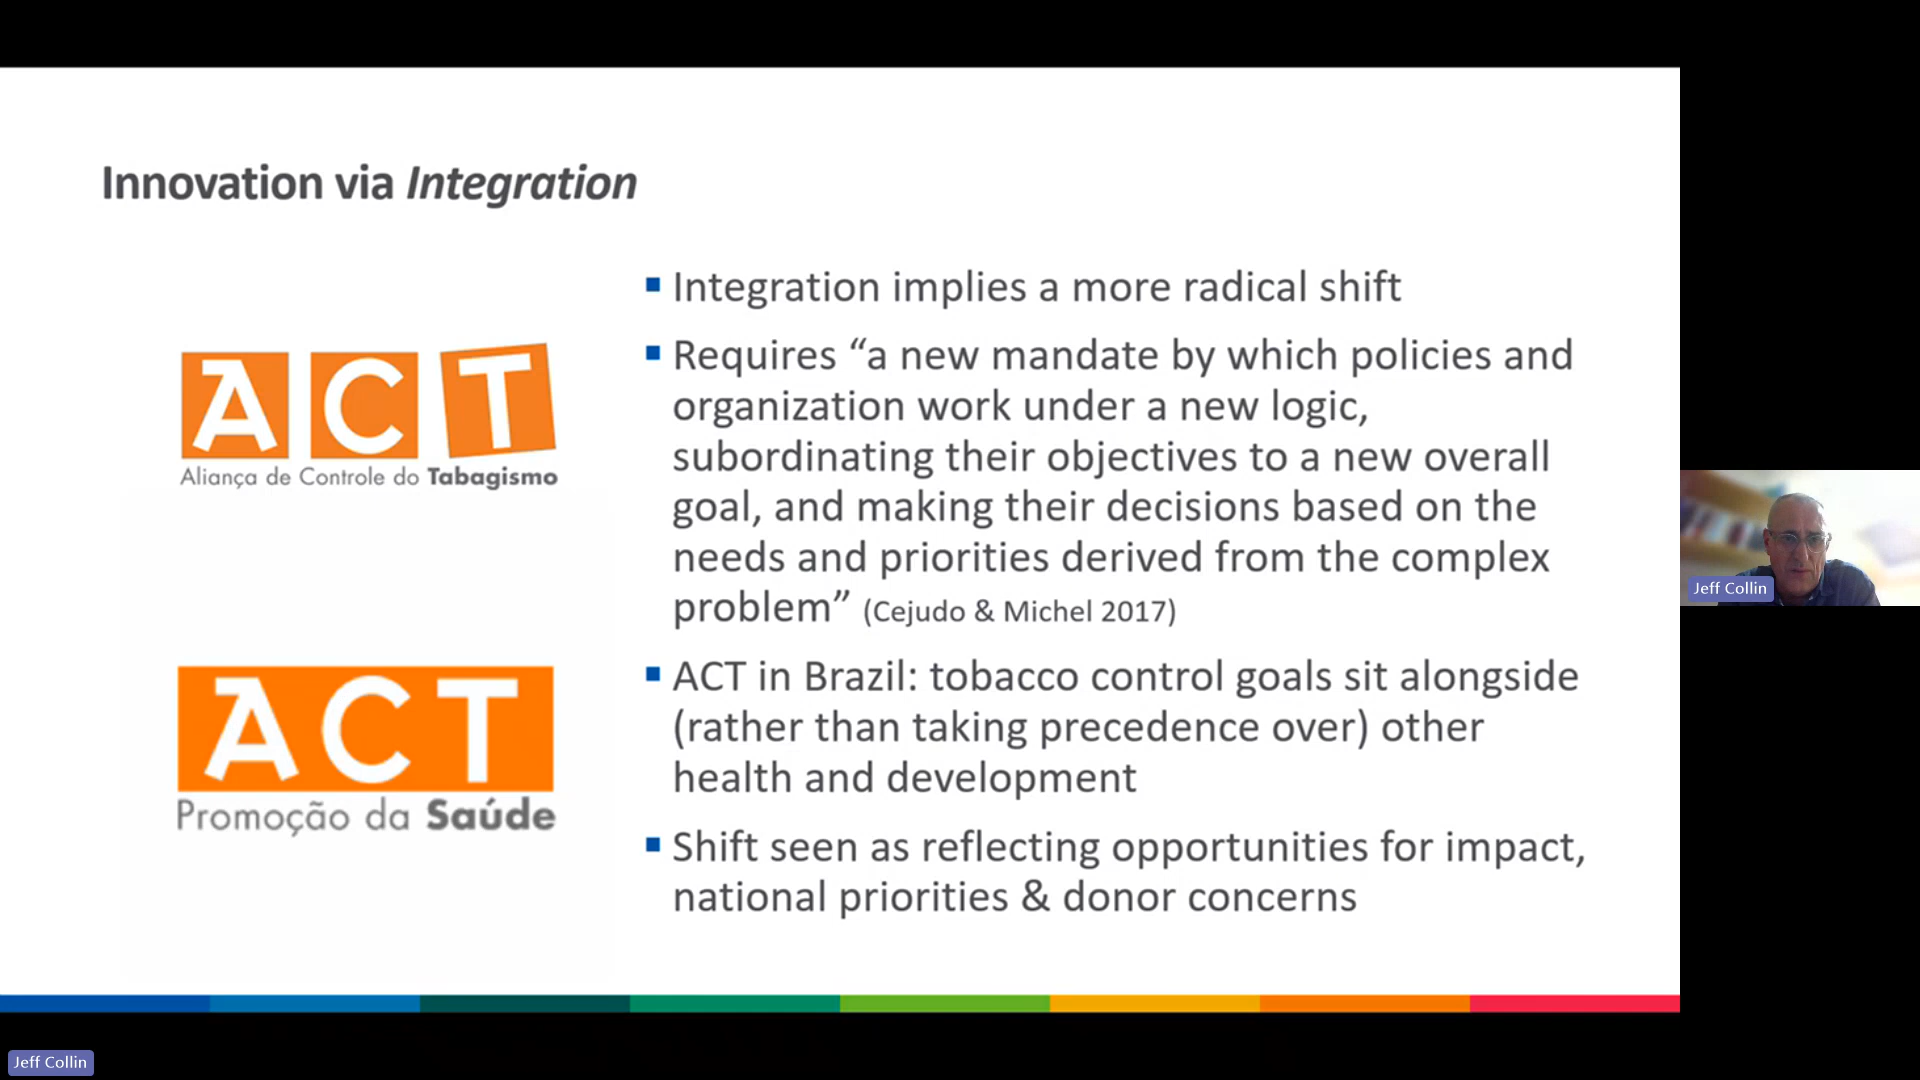 Innovation via Integration
ACT
Aliança de Controle do Tabagismo
ACT
Promoção da Saúde
Integration implies a more radical shift
Requires “a new mandate by which policies and
organization work under a new logic,
subordinating their objectives to a new overall
goal, and making their decisions based on the
needs and priorities derived from the complex
problem” (Cejudo & Michel 2017)
ACT in Brazil: tobacco control goals sit alongside
(rather than taking precedence over) other
health and development
Shift seen as reflecting opportunities for impact,
national priorities & donor concerns
Jeff Collin
Jeff Collin